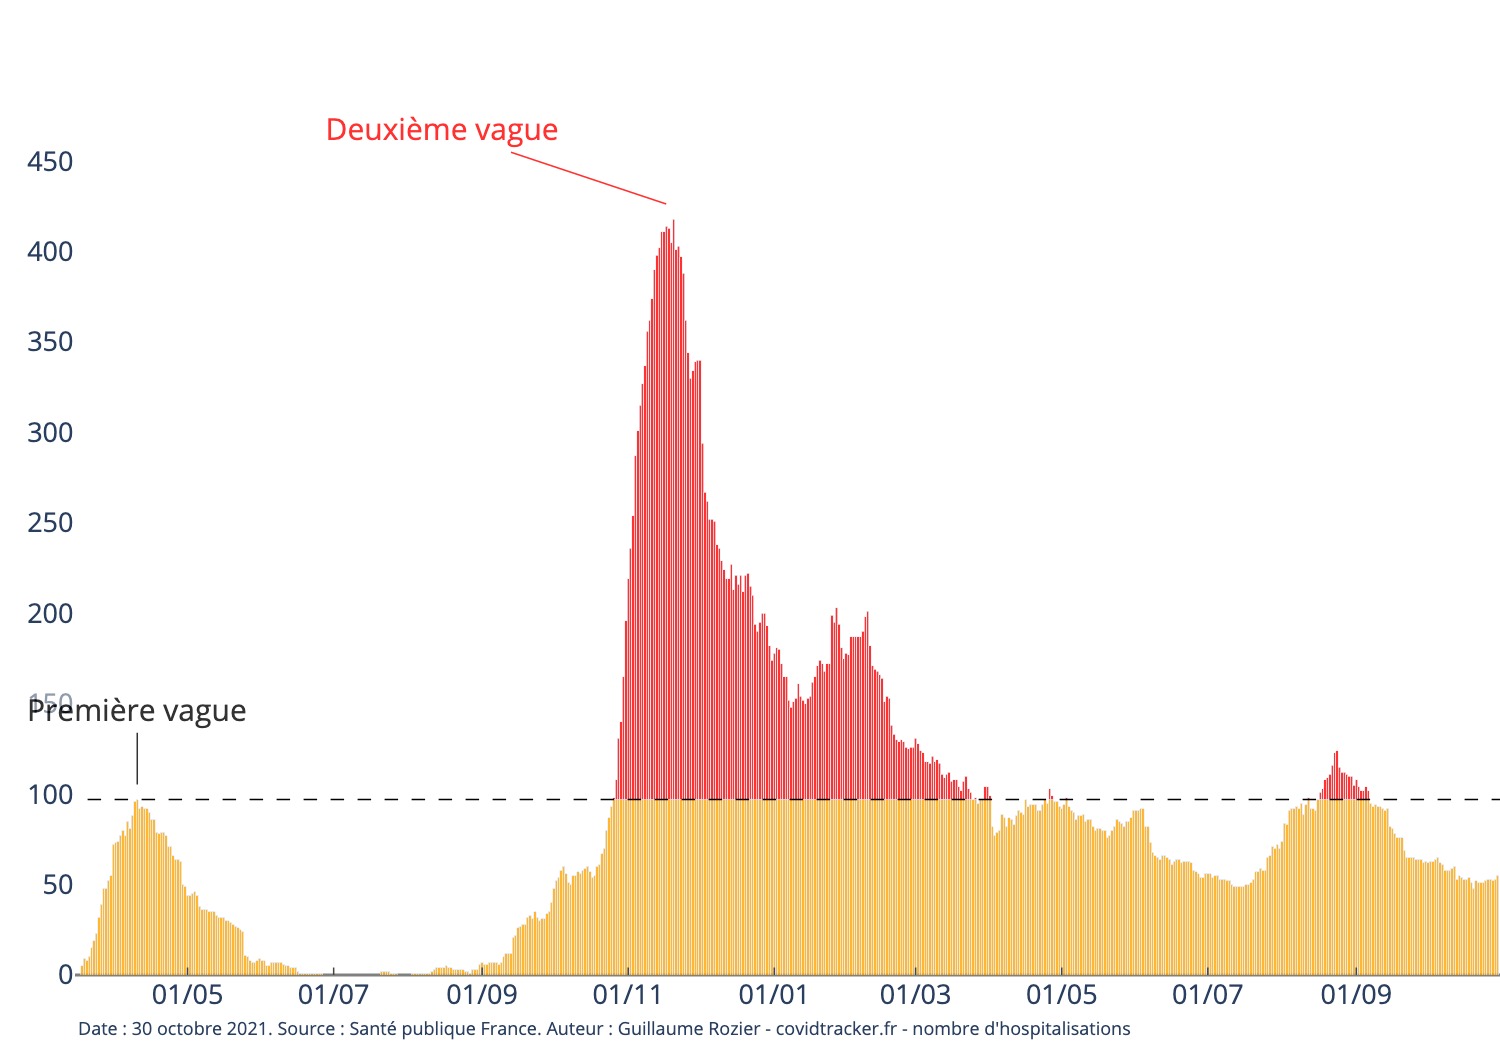 Deuxième vague
450
400
350
300
250
200
150
Première vague
100
50
0
01/05 01/07 01/09 01/11 01/01 01/03 01/05 01/07 01/09
Date : 30 octobre 2021. Source : Santé publique France. Auteur : Guillaume Rozier - covidtracker.fr - nombre d'hospitalisations